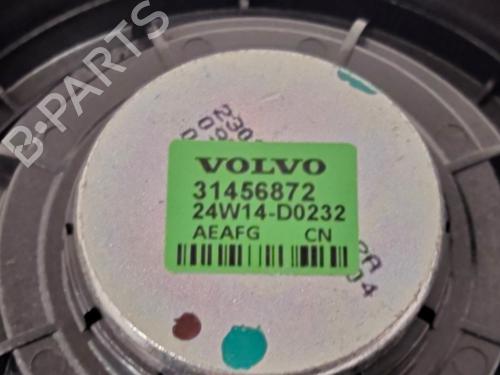 B-PARTS
VOLVO
31456872
24W14-D0232
AEAFG CN